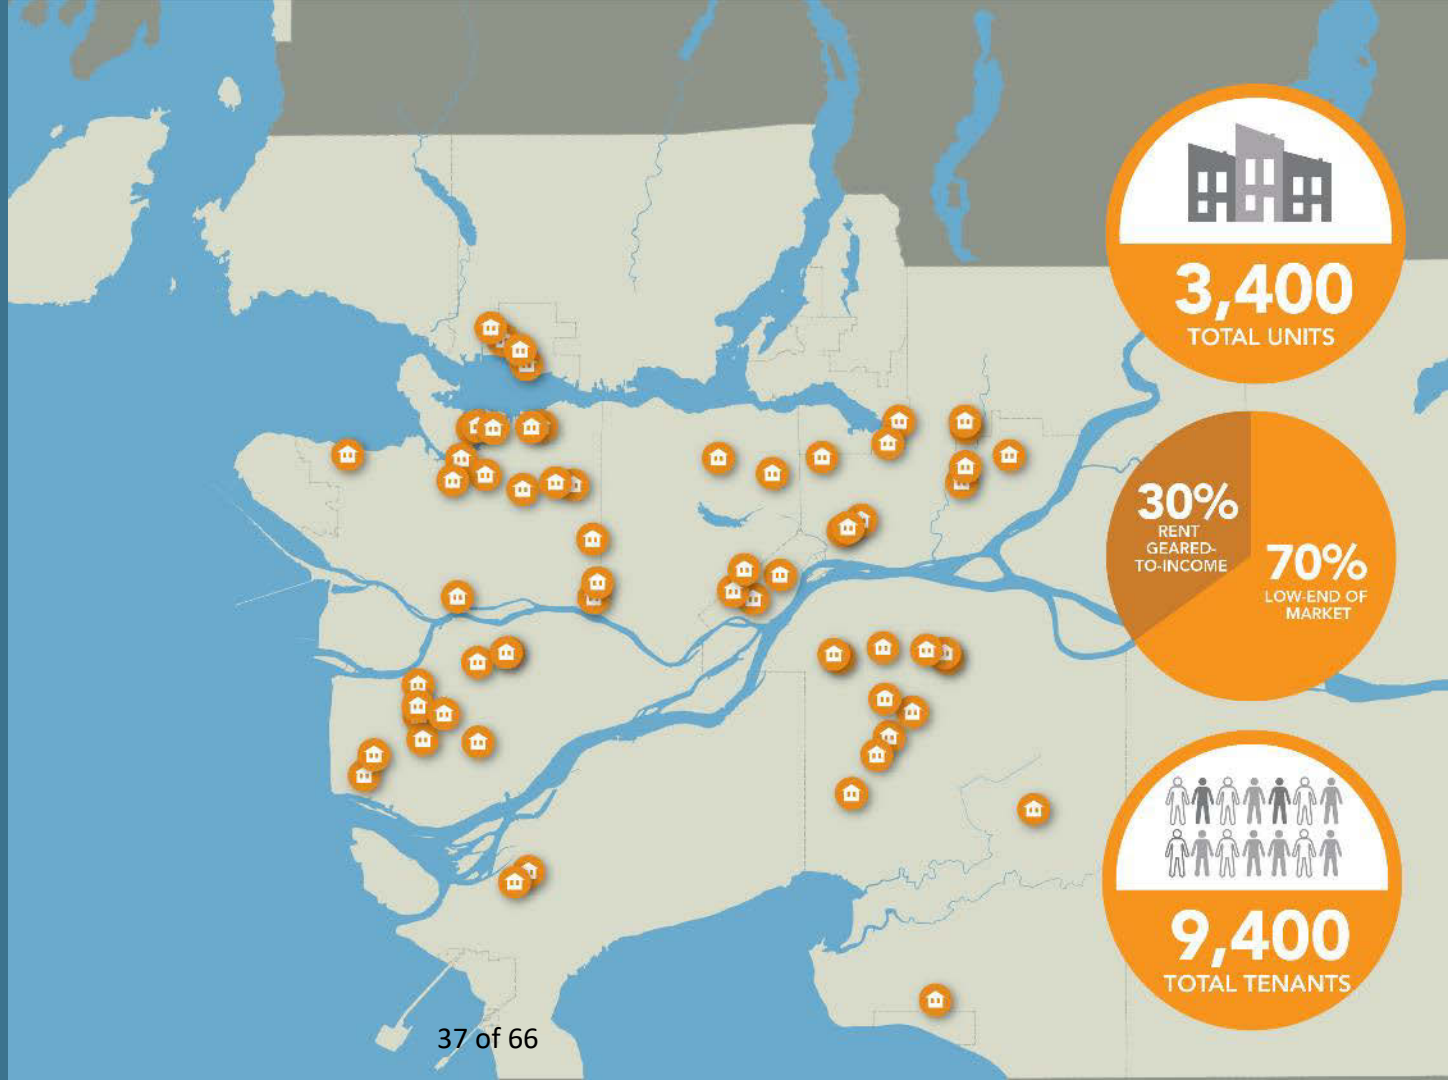 3,400
TOTAL UNITS
30%
RENT
GEARED-
TO-INCOME
70%
LOW-END OF
MARKET
9,400
TOTAL TENANTS
37 of 66